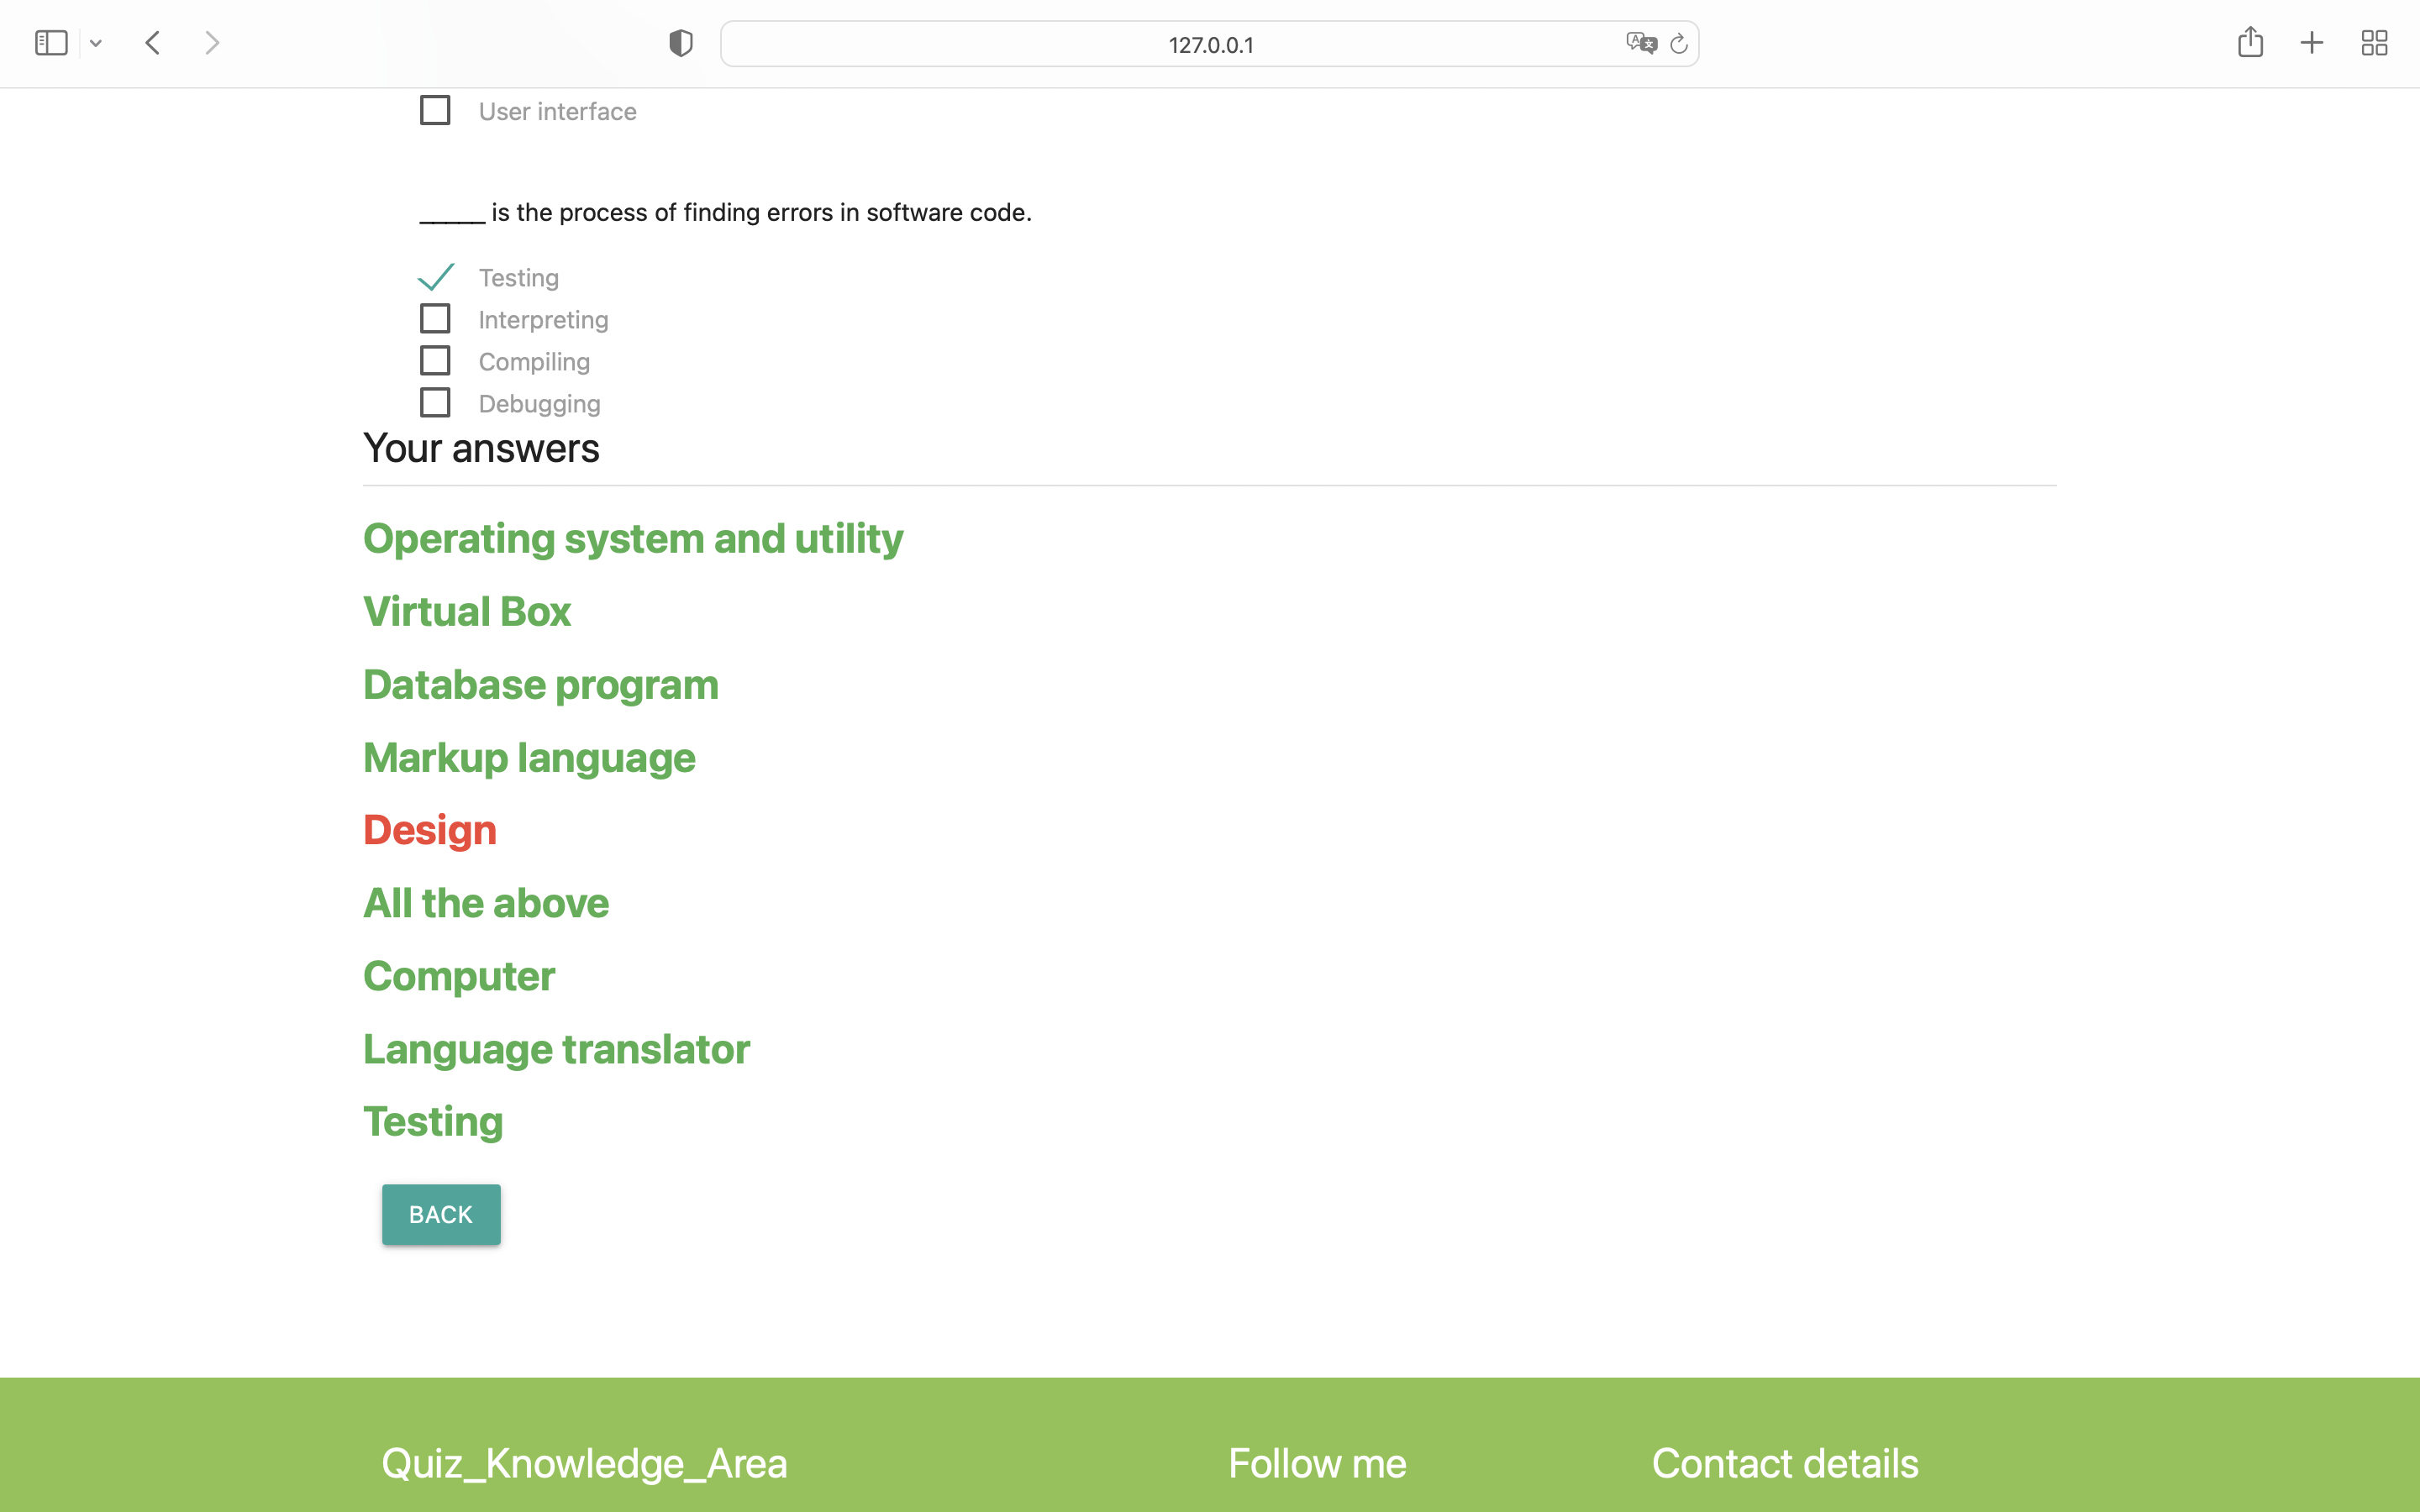 127.0.0.1
User interface
_____ is the process of finding errors in software code.
Testing
Interpreting
Compiling
Debugging
Your answers
Operating system and utility
Virtual Box
Database program
Markup language
Design
All the above
Computer
Language translator
Testing
BACK
Quiz_Knowledge_Area
Follow me
Contact details